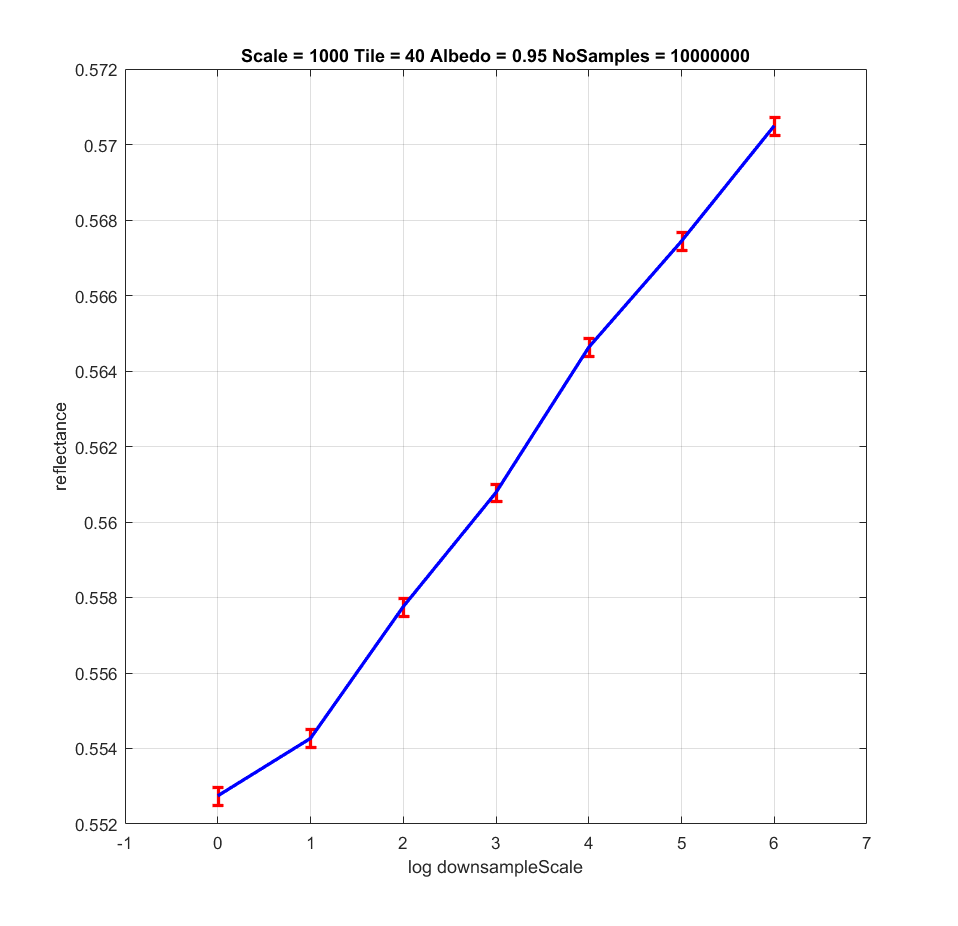 Scale = 1000 Tile = 40 Albedo = 0.95 NoSamples = 10000000
0.572
0.57
0.568
0.566
0.564
0.562
0.56
0.558
0.556
0.554
0.552
reflectance
-1 0 1 2 3 4 5 6 7
log downsampleScale